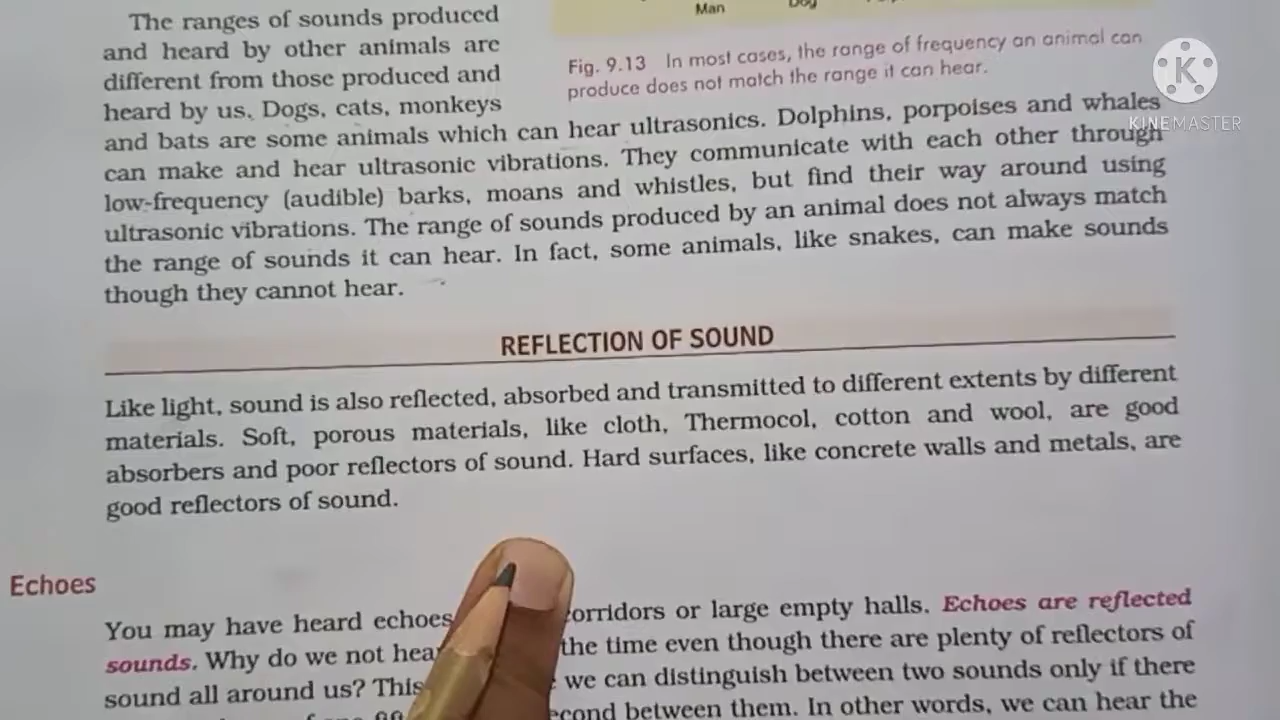 Man
Dog
The ranges of sounds produced
and heard by other animals are
different from those produced and
heard by us. Dogs, cats, monkeys
Fig. 9.13 In most cases, the range of frequency an animal can
produce does not match the range it can hear.
and bats are some animals which can hear ultrasonics. Dolphins, porpoises and whales
can make and hear ultrasonic vibrations. They communicate with each other through
low-frequency (audible) barks, moans and whistles, but find their way around using
ultrasonic vibrations. The range of sounds produced by an animal does not always match
the range of sounds it can hear. In fact, some animals, like snakes, can make sounds
though they cannot hear.
K
KINEMASTER
REFLECTION OF SOUND
Like light, sound is also reflected, absorbed and transmitted to different extents by different
materials. Soft, porous materials, like cloth, Thermocol, cotton and wool, are good
absorbers and poor reflectors of sound. Hard surfaces, like concrete walls and metals, are
good reflectors of sound.
Echoes
You may have heard echoes corridors or large empty halls. Echoes are reflected
sounds. Why do we not the time even though there are plenty of reflectors of
sound all around us? This we can distinguish between two sounds only if there
between them. In other words, we can hear the